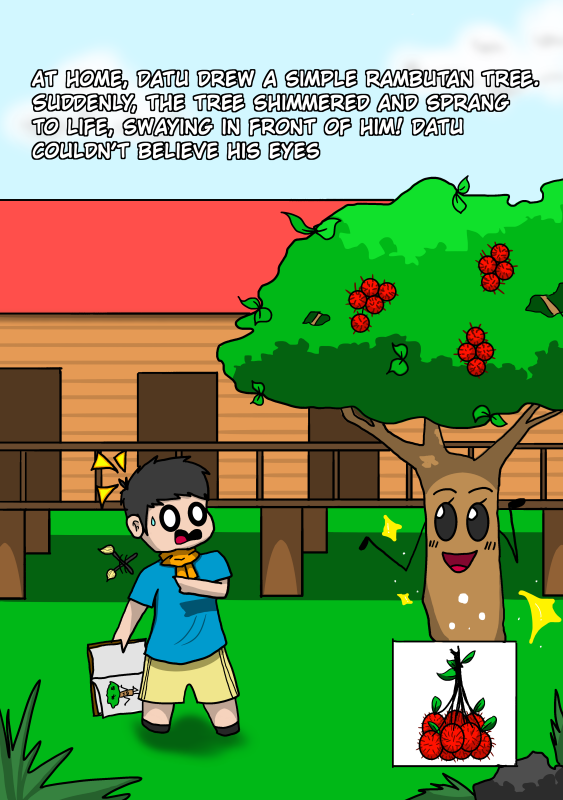 AT HOME, DATU DREW A SIMPLE RAMBUTAN TREE.
SUDDENLY, THE TREE SHIMMERED AND SPRANG
TO LIFE, SWAYING IN FRONT OF HIM! DATU
COULDN'T BELIEVE HIS EYES